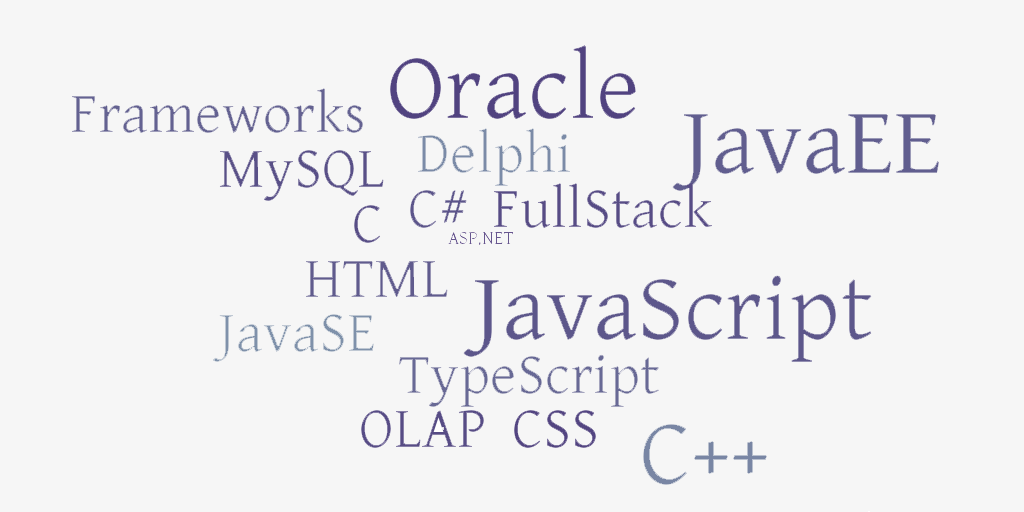 Oracle
Frameworks
JavaEE
Delphi
MySQL
C# FullStack
C
ASP.NET
HTML
JavaScript
JavaSE
TypeScript
OLAP CSS
C++